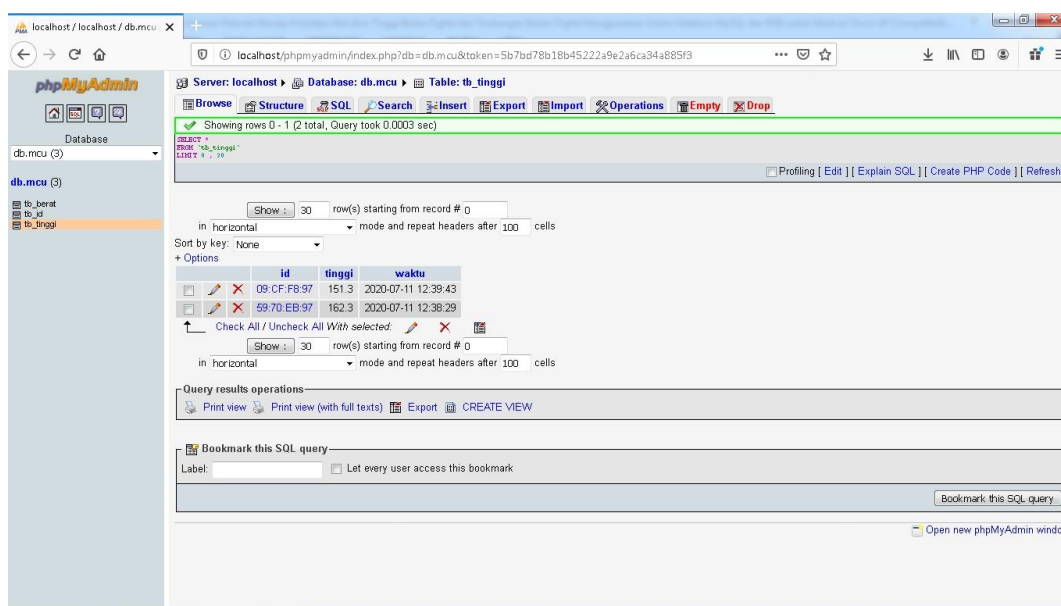 localhost / localhost / db.mcu
localhost/phpmyadmin/index.php?db=db.mcu&token=5b7bd78b18b45222a9e2a6ca34a885f3
phpMyAdmin
Server: localhost Database: db.mcu Table: tb_tinggi
Browse Structure SQL Search Insert Export Import Operations Empty Drop
Showing rows 0 - 1 (2 total, Query took 0.0003 sec)
SELECT *
FROM `tb_tinggi`
LIMIT 0 , 30
Profiling [ Edit ] [ Explain SQL ] [ Create PHP Code ] [ Refresh
Database
db.mcu (3)
db.mcu (3)
tb_berat
tb_id
tb_tinggi
Show : 30 row(s) starting from record # 0
in horizontal mode and repeat headers after 100 cells
Sort by key: None
+ Options
id tinggi waktu
09:CF:F8:97 151.3 2020-07-11 12:39:43
59:70:EB:97 162.3 2020-07-11 12:38:29
Check All / Uncheck All With selected:
Show : 30 row(s) starting from record # 0
in horizontal mode and repeat headers after 100 cells
Query results operations
Print view Print view (with full texts) Export CREATE VIEW
Bookmark this SQL query
Label: Let every user access this bookmark
Bookmark this SQL query
Open new phpMyAdmin windo